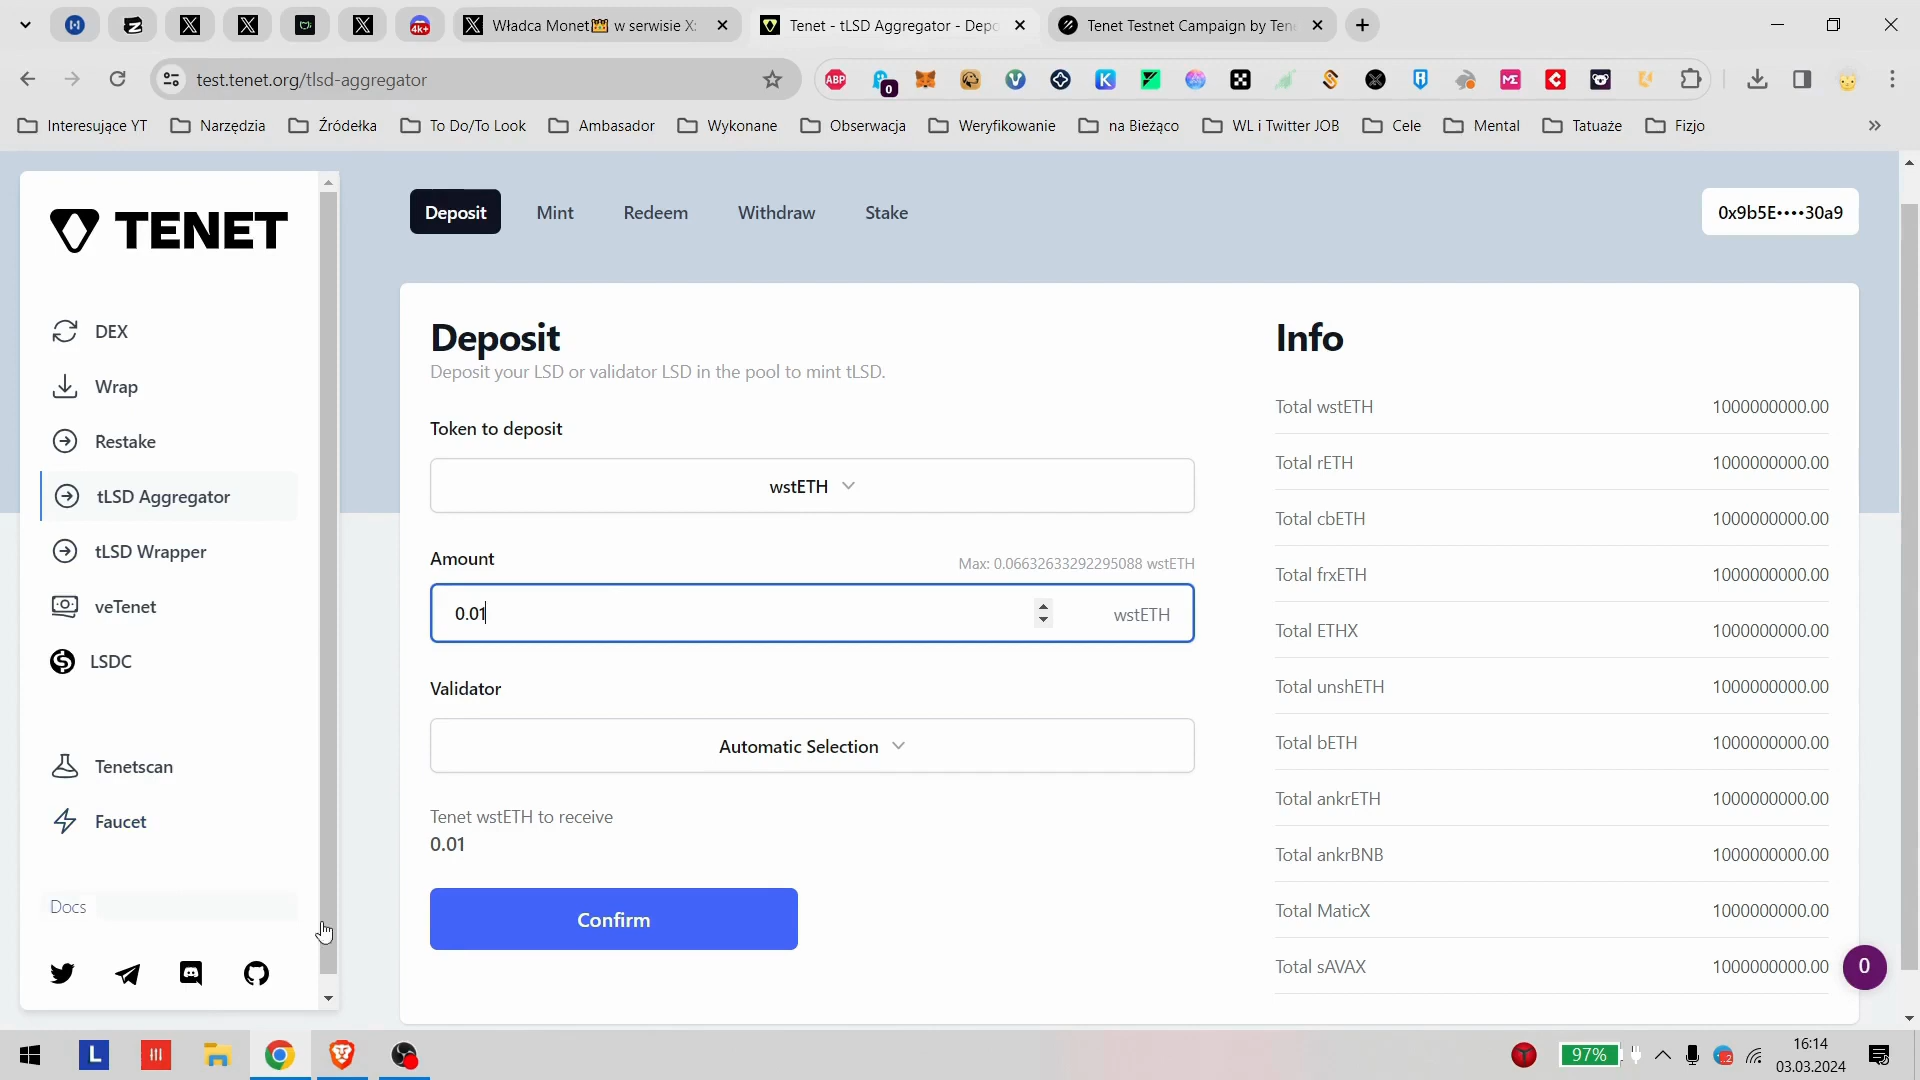 4k+
Władca Monet👑 w serwisie X:
Tenet - tLSD Aggregator - Depo
Tenet Testnet Campaign by Ten
test.tenet.org/tlsd-aggregator
ABP
0
Interesujące YT
Narzędzia
Źródełka
To Do/To Look
Ambasador
Wykonane
Obserwacja
Weryfikowanie
na Bieżąco
WL i Twitter JOB
Cele
Mental
Tatuaże
Fizjo
TENET
DEX
Wrap
Restake
tLSD Aggregator
tLSD Wrapper
veTenet
LSDC
Tenetscan
Faucet
Docs
Deposit
Mint
Redeem
Withdraw
Stake
0x9b5E••••30a9
Deposit
Deposit your LSD or validator LSD in the pool to mint tLSD.
Token to deposit
wstETH
Amount
Max: 0.06632633292295088 wstETH
0.01
wstETH
Validator
Automatic Selection
Tenet wstETH to receive
0.01
Confirm
Info
Total wstETH 1000000000.00
Total rETH 1000000000.00
Total cbETH 1000000000.00
Total frxETH 1000000000.00
Total ETHX 1000000000.00
Total unshETH 1000000000.00
Total bETH 1000000000.00
Total ankrETH 1000000000.00
Total ankrBNB 1000000000.00
Total MaticX 1000000000.00
Total sAVAX 1000000000.00
0
L
97%
16:14
03.03.2024